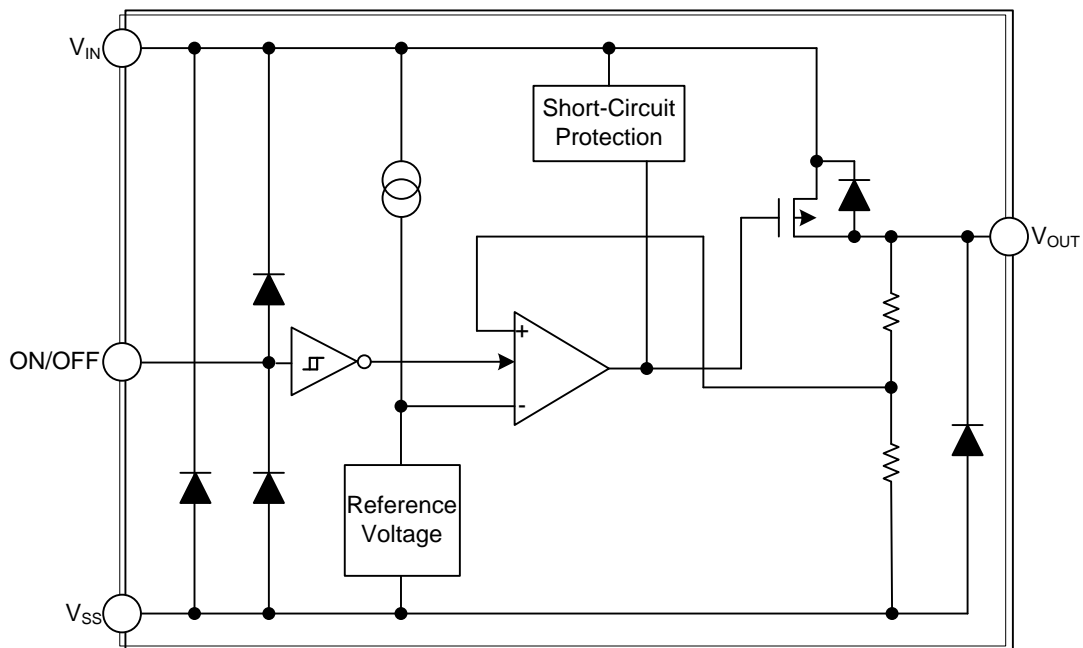 V_IN
Short-Circuit
Protection
V_OUT
+
ON/OFF
-
Reference
Voltage
V_SS